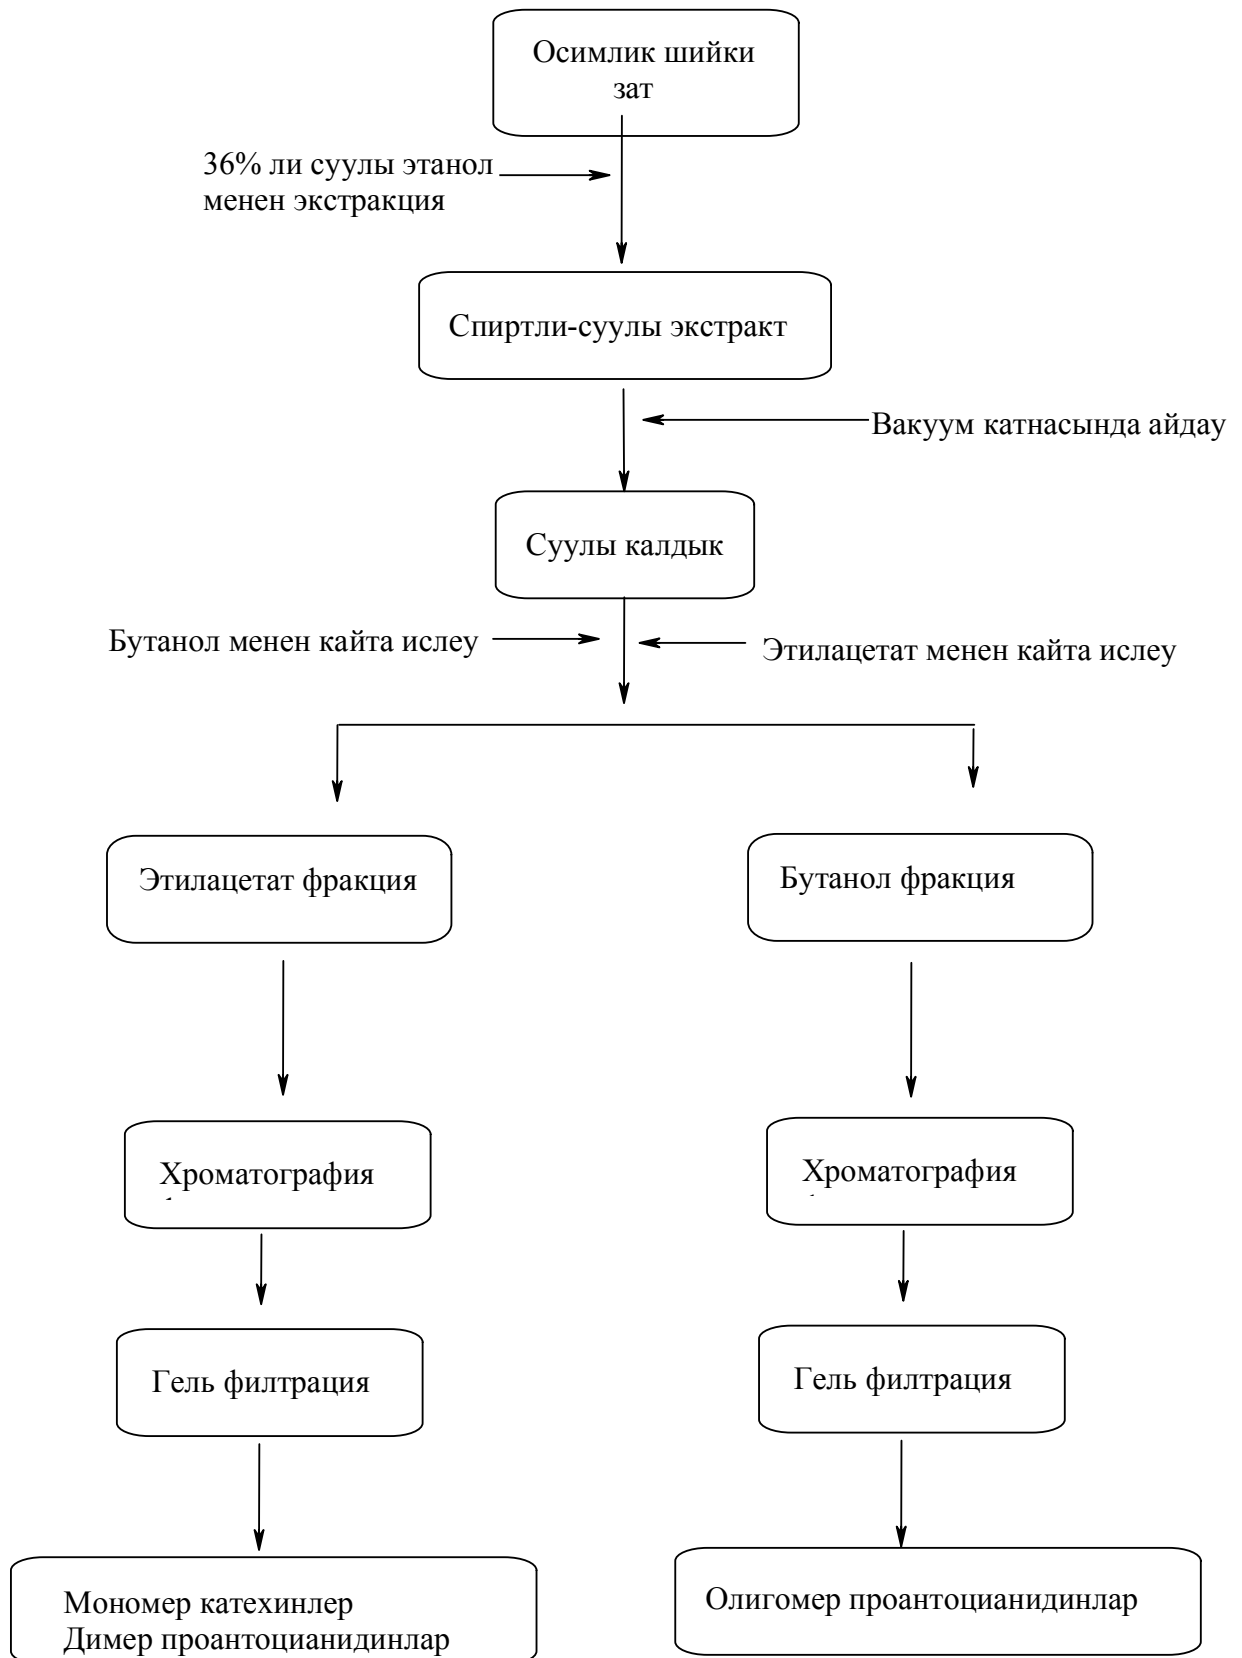 Осимлик шийки
зат
36% ли суулы этанол
менен экстракция
Спиртли-суулы экстракт
Вакуум катнасында айдау
Суулы калдык
Бутанол менен кайта ислеу
Этилацетат менен кайта ислеу
Этилацетат фракция
Бутанол фракция
Хроматография
Хроматография
Гель филтрация
Гель филтрация
Мономер катехинлер
Димер проантоцианидинлар
Олигомер проантоцианидинлар